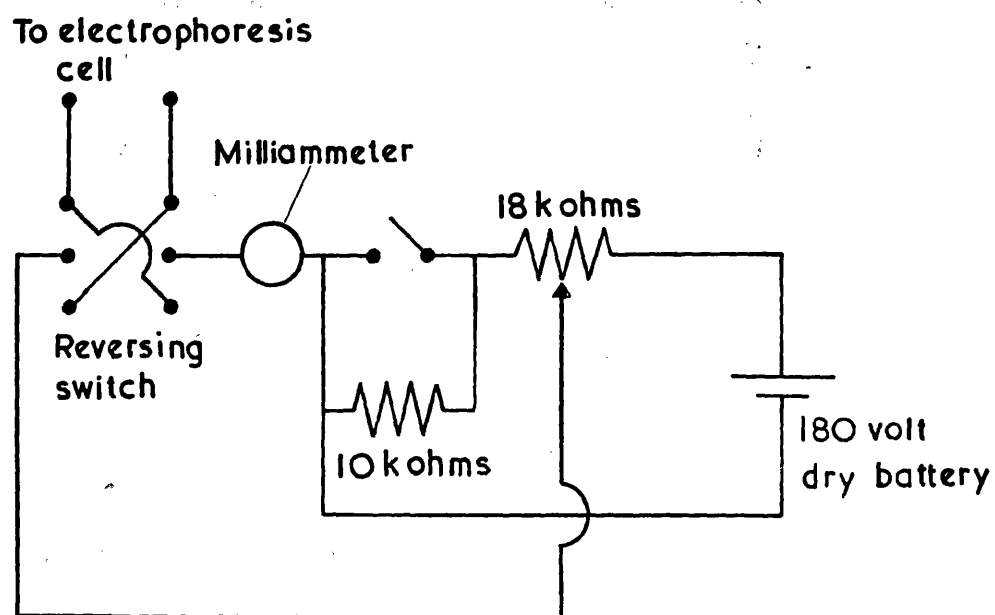 To electrophoresis
cell
Milliammeter
18 k ohms
Reversing
switch
10 k ohms
180 volt
dry battery